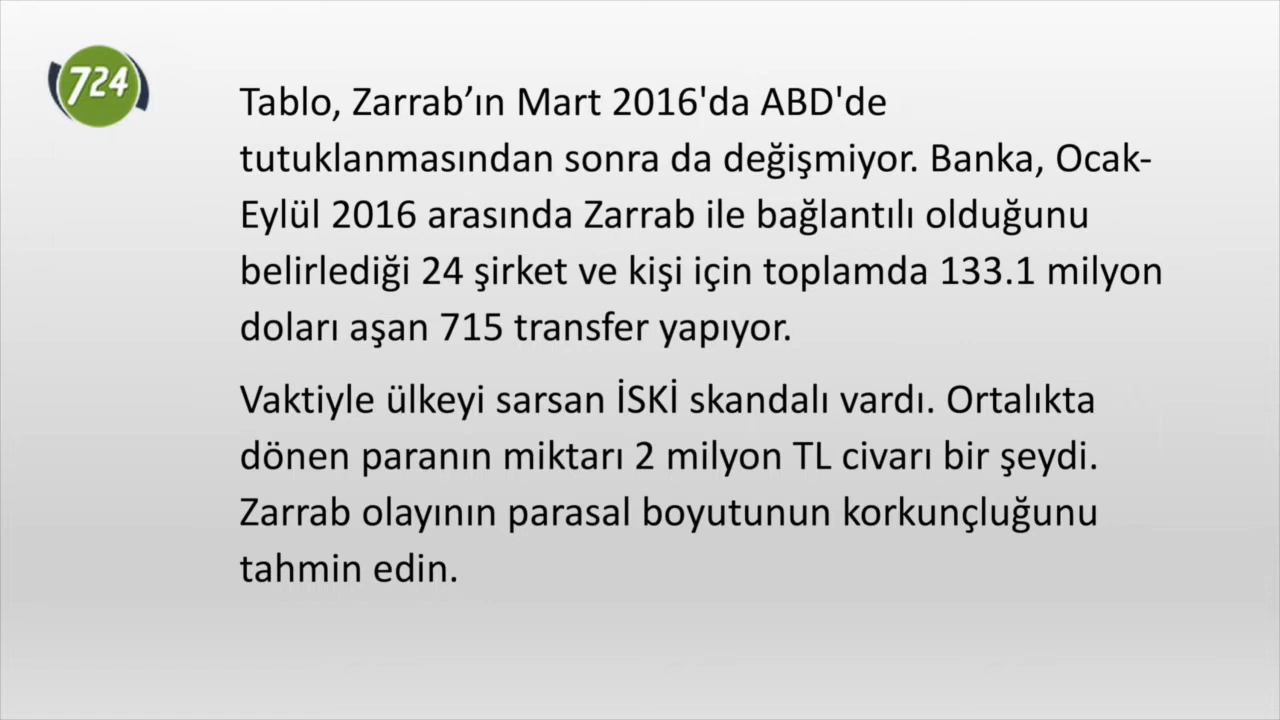 724
Tablo, Zarrab’ın Mart 2016'da ABD'de
tutuklanmasından sonra da değişmiyor. Banka, Ocak-
Eylül 2016 arasında Zarrab ile bağlantılı olduğunu
belirlediği 24 şirket ve kişi için toplamda 133.1 milyon
doları aşan 715 transfer yapıyor.
Vaktiyle ülkeyi sarsan İSKİ skandalı vardı. Ortalıkta
dönen paranın miktarı 2 milyon TL civarı bir şeydi.
Zarrab olayının parasal boyutunun korkunçluğunu
tahmin edin.